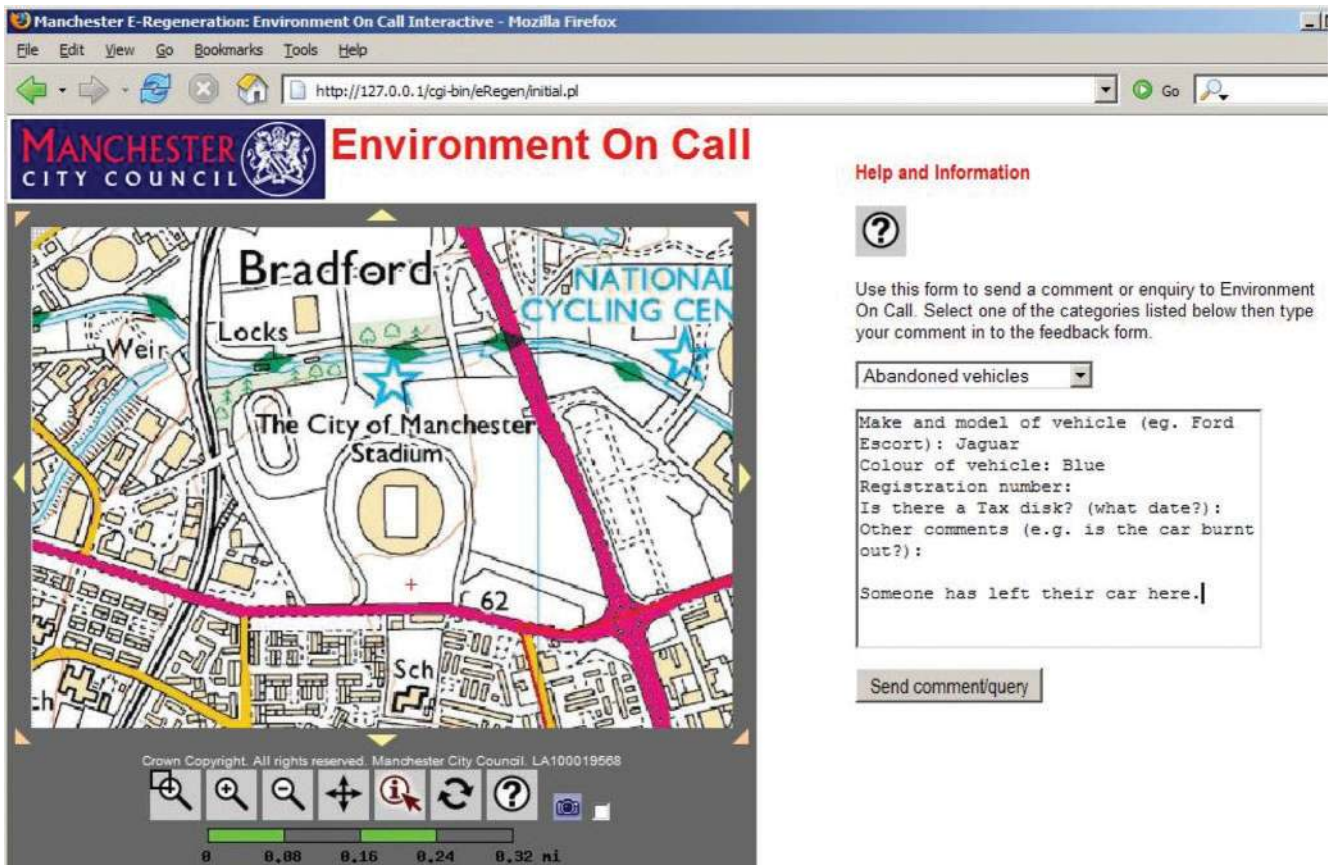 Manchester E-Regeneration: Environment On Call Interactive - Mozilla Firefox
File Edit View Go Bookmarks Tools Help
http://127.0.0.1/cgi-bin/eRegen/initial.pl
Go
MANCHESTER
CITY COUNCIL
Environment On Call
Bradford
NATIONAL
CYCLING CEN
Locks
Weir
The City of Manchester
Stadium
62
Sch
ch
Crown Copyright. All rights reserved. Manchester City Council. LA100019568
0 0.08 0.16 0.24 0.32 mi
Help and Information
Use this form to send a comment or enquiry to Environment
On Call. Select one of the categories listed below then type
your comment in to the feedback form.
Abandoned vehicles
Make and model of vehicle (eg. Ford
Escort): Jaguar
Colour of vehicle: Blue
Registration number:
Is there a Tax disk? (what date?):
Other comments (e.g. is the car burnt
out?):
Someone has left their car here.
Send comment/query